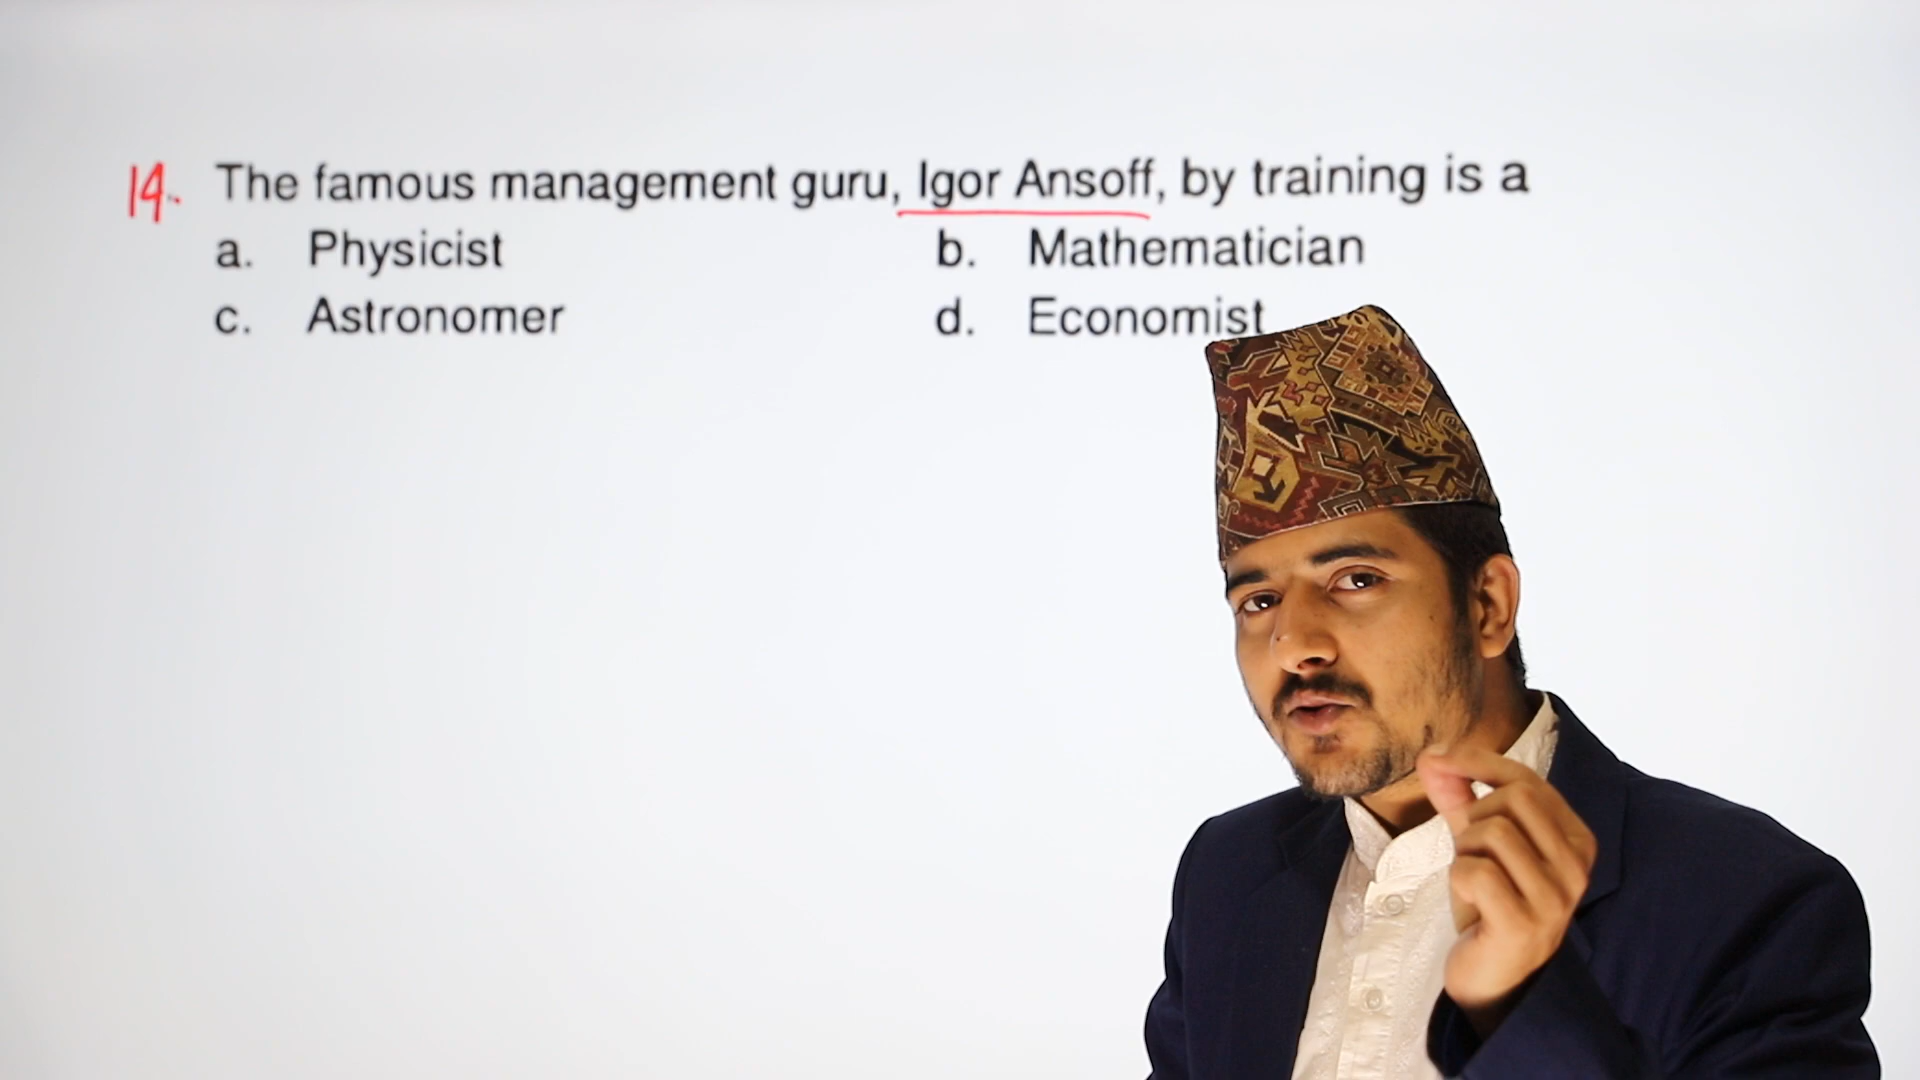 14. The famous management guru, Igor Ansoff, by training is a
a. Physicist b. Mathematician
c. Astronomer d. Economist